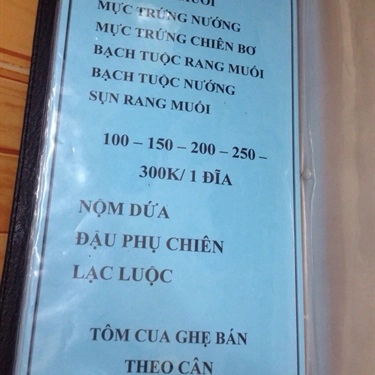 MUỐI
MỰC TRỨNG NƯỚNG
MỰC TRỨNG CHIÊN BƠ
BẠCH TUỘC RANG MUỐI
BẠCH TUỘC NƯỚNG
SỤN RANG MUỐI
100 – 150 – 200 – 250 –
300K/ 1 ĐĨA
NỘM DỨA
ĐẬU PHỤ CHIÊN
LẠC LUỘC
TÔM CUA GHẸ BÁN
THEO CÂN